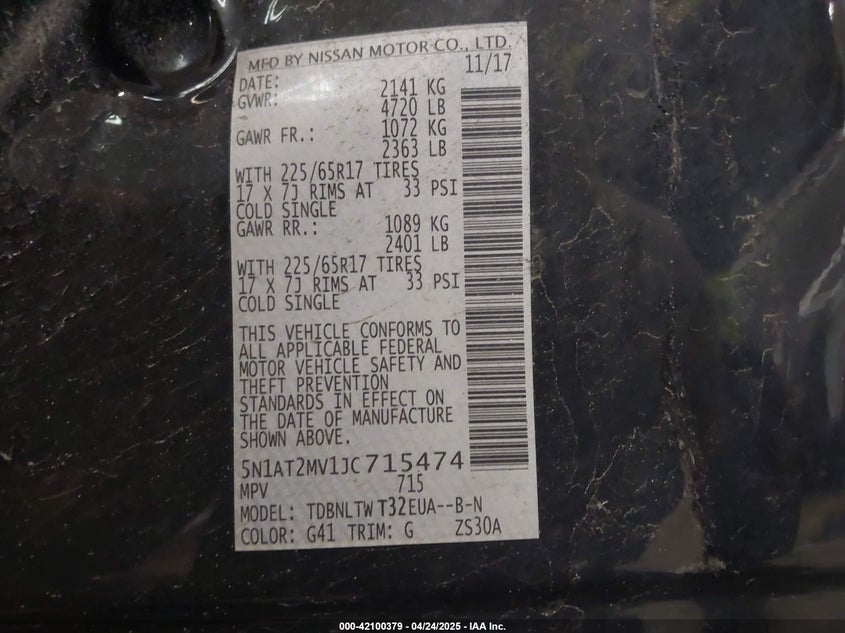 MFD BY NISSAN MOTOR CO., LTD.
DATE: 11/17
GVWR: 2141 KG
4720 LB
GAWR FR.: 1072 KG
2363 LB
WITH 225/65R17 TIRES
17 X 7J RIMS AT 33 PSI
COLD SINGLE
GAWR RR.: 1089 KG
2401 LB
WITH 225/65R17 TIRES
17 X 7J RIMS AT 33 PSI
COLD SINGLE
THIS VEHICLE CONFORMS TO
ALL APPLICABLE FEDERAL
MOTOR VEHICLE SAFETY AND
THEFT PREVENTION
STANDARDS IN EFFECT ON
THE DATE OF MANUFACTURE
SHOWN ABOVE.
5N1AT2MV1JC715474
MPV 715
MODEL: TDBNLTW T32EUA--B-N
COLOR: G41 TRIM: G ZS30A
000-42100379 - 04/24/2025 - IAA Inc.